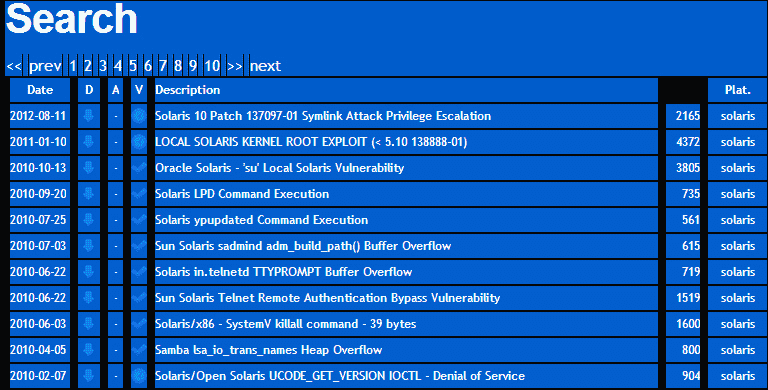 Search
<< prev 1 2 3 4 5 6 7 8 9 10 >> next
Date D A V Description Plat.
2012-08-11 - Solaris 10 Patch 137097-01 Symlink Attack Privilege Escalation 2165 solaris
2011-01-10 - LOCAL SOLARIS KERNEL ROOT EXPLOIT (< 5.10 138888-01) 4372 solaris
2010-10-13 - Oracle Solaris - 'su' Local Solaris Vulnerability 3805 solaris
2010-09-20 - Solaris LPD Command Execution 735 solaris
2010-07-25 - Solaris ypupdated Command Execution 561 solaris
2010-07-03 - Sun Solaris sadmind adm_build_path() Buffer Overflow 615 solaris
2010-06-22 - Solaris in.telnetd TTYPROMPT Buffer Overflow 719 solaris
2010-06-22 - Sun Solaris Telnet Remote Authentication Bypass Vulnerability 1519 solaris
2010-06-03 - Solaris/x86 - SystemV killall command - 39 bytes 1600 solaris
2010-04-05 - Samba lsa_io_trans_names Heap Overflow 800 solaris
2010-02-07 - Solaris/Open Solaris UCODE_GET_VERSION IOCTL - Denial of Service 904 solaris